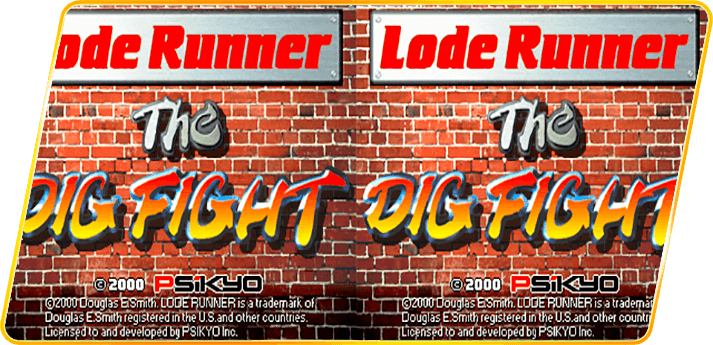 ode Runner
The
DIG FIGHT
© 2000 PSIKYO
©2000 Douglas E.Smith. LODE RUNNER is a trademark of
Douglas E.Smith registered in the U.S.and other countries.
Licensed to and developed by PSIKYO Inc.
Lode Runner
The
DIG FIGHT
© 2000 PSIKYO
©2000 Douglas E.Smith. LODE RUNNER is a trademark
Douglas E.Smith registered in the U.S.and other count
Licensed to and developed by PSIKYO Inc.